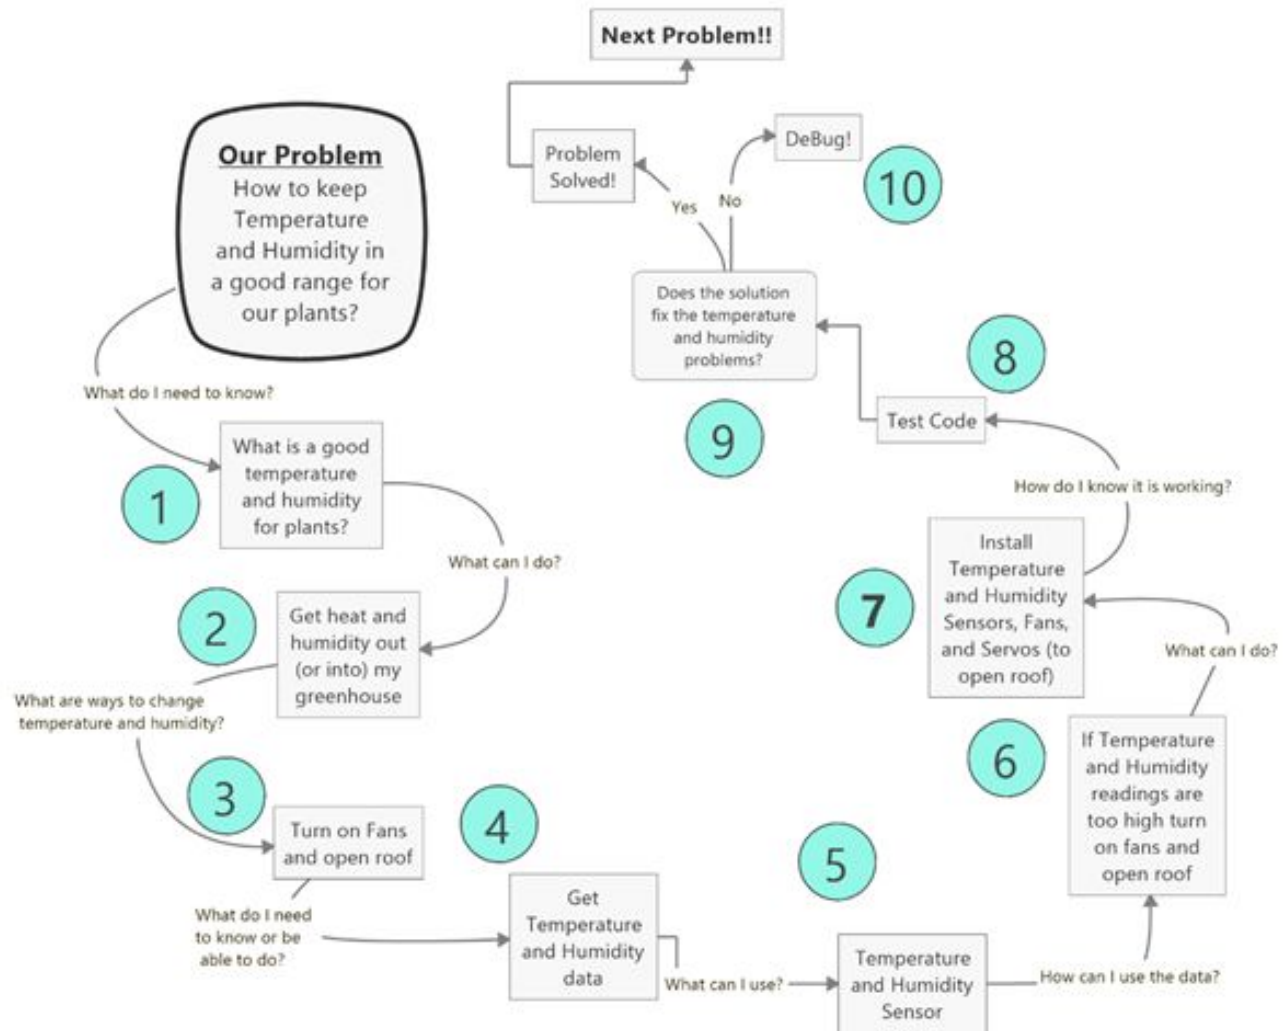 Our Problem
How to keep
Temperature
and Humidity in
a good range for
our plants?
What do I need to know?
1
What is a good
temperature
and humidity
for plants?
What can I do?
2
Get heat and
humidity out
(or into) my
greenhouse
What are ways to change
temperature and humidity?
3
Turn on Fans
and open roof
What do I need
to know or be
able to do?
4
Get
Temperature
and Humidity
data
What can I use?
5
Temperature
and Humidity
Sensor
How can I use the data?
6
If Temperature
and Humidity
readings are
too high turn
on fans and
open roof
What can I do?
7
Install
Temperature
and Humidity
Sensors, Fans,
and Servos (to
open roof)
How do I know it is working?
8
Test Code
9
Does the solution
fix the temperature
and humidity
problems?
Yes
No
Problem
Solved!
10
DeBug!
Next Problem!!